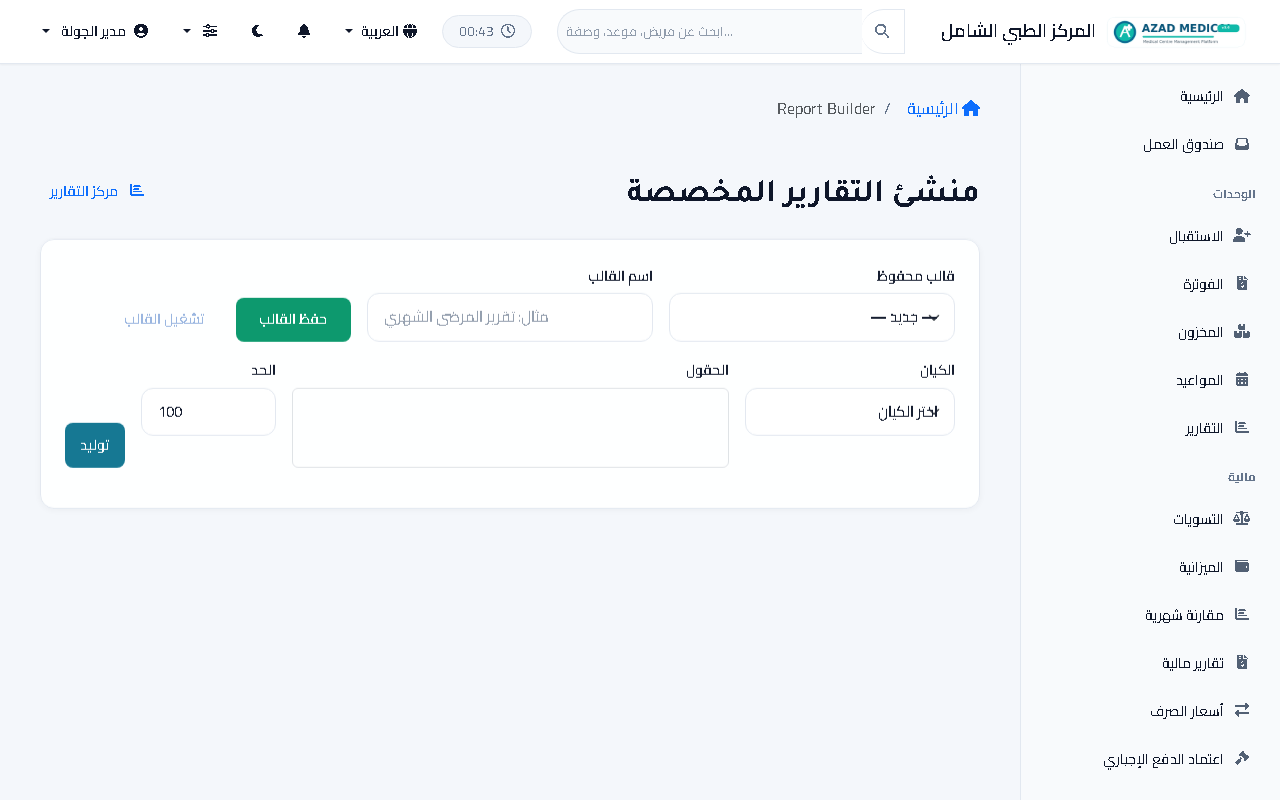 AZAD MEDIC
Medical Center Management Platform
المركز الطبي الشامل
ابحث عن مريض، موعد، وصفة...
00:43
العربية
مدير الجولة
الرئيسية
صندوق العمل
الوحدات
الاستقبال
الفوترة
المخزون
المواعيد
التقارير
مالية
التسويات
الميزانية
مقارنة شهرية
تقارير مالية
أسعار الصرف
اعتماد الدفع الإجباري
الرئيسية / Report Builder
منشئ التقارير المخصصة
مركز التقارير
قالب محفوظ
اسم القالب
— جديد —
مثال: تقرير المرضى الشهري
حفظ القالب
تشغيل القالب
الكيان
الحقول
الحد
اختر الكيان
100
توليد